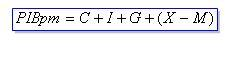 PIBpm = C + I + G + (X − M)